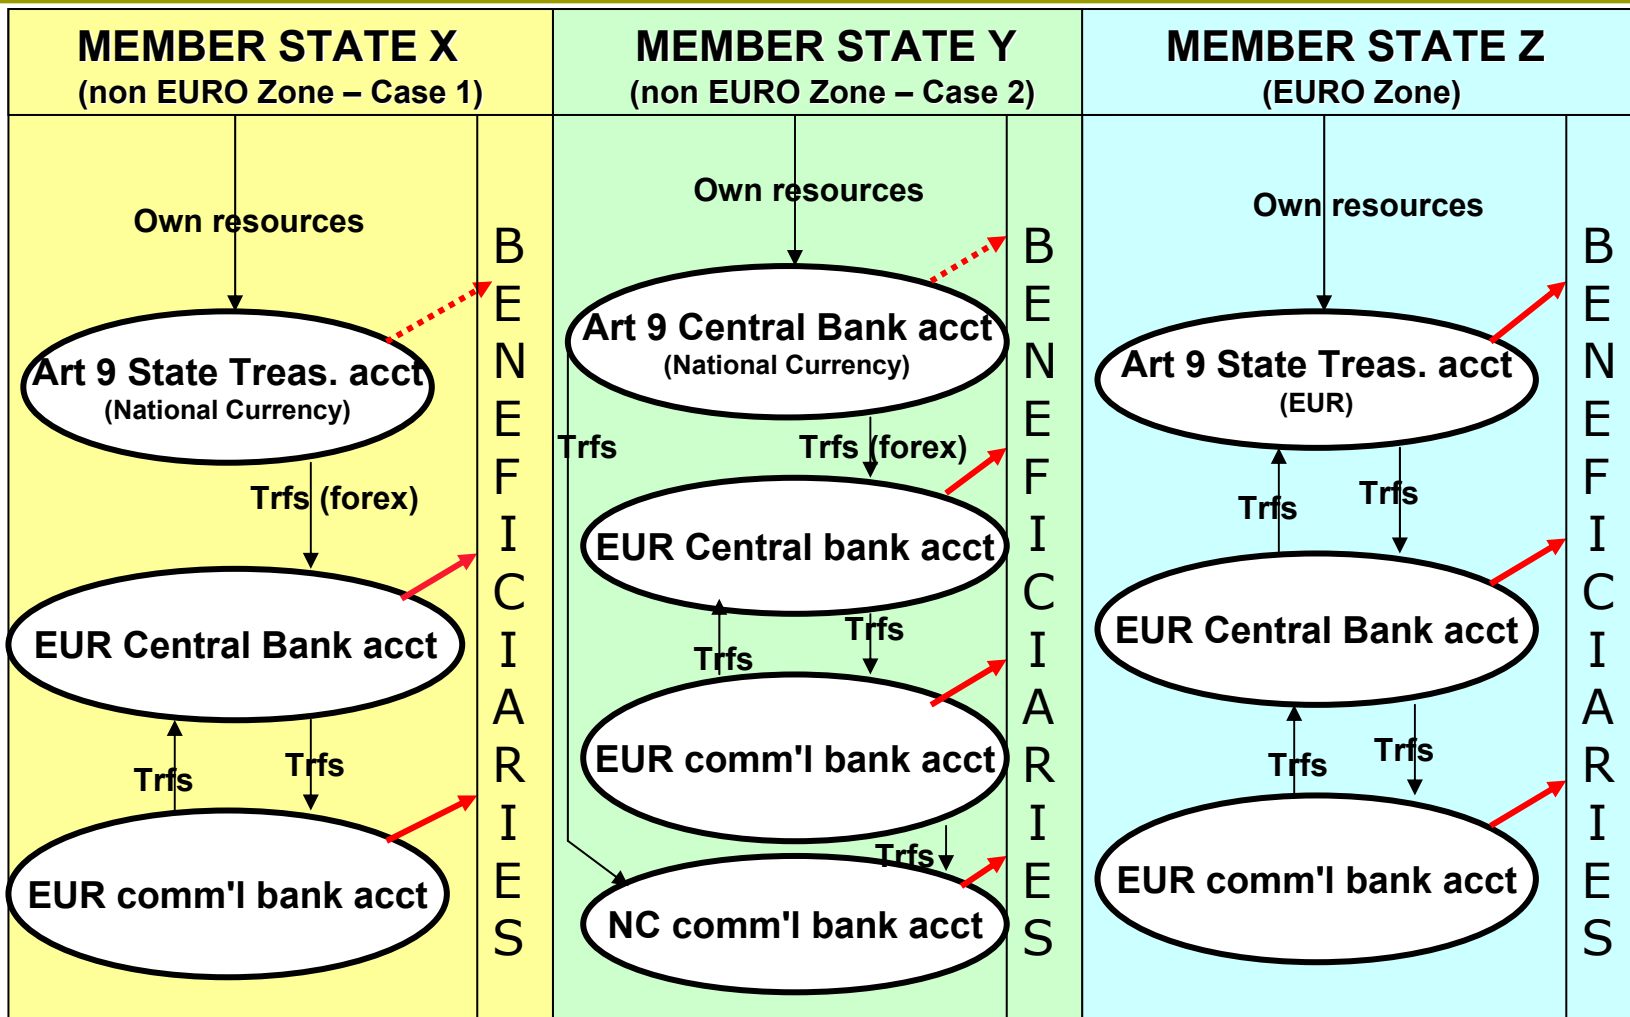 MEMBER STATE X
(non EURO Zone – Case 1)
Own resources
Art 9 State Treas. acct
(National Currency)
Trfs (forex)
EUR Central Bank acct
Trfs
Trfs
EUR comm'l bank acct
BENEFICIARIES
MEMBER STATE Y
(non EURO Zone – Case 2)
Own resources
Art 9 Central Bank acct
(National Currency)
Trfs
Trfs (forex)
EUR Central bank acct
Trfs
Trfs
EUR comm'l bank acct
Trfs
NC comm'l bank acct
BENEFICIARIES
MEMBER STATE Z
(EURO Zone)
Own resources
Art 9 State Treas. acct
(EUR)
Trfs
Trfs
EUR Central Bank acct
Trfs
Trfs
EUR comm'l bank acct
BENEFICIARIES